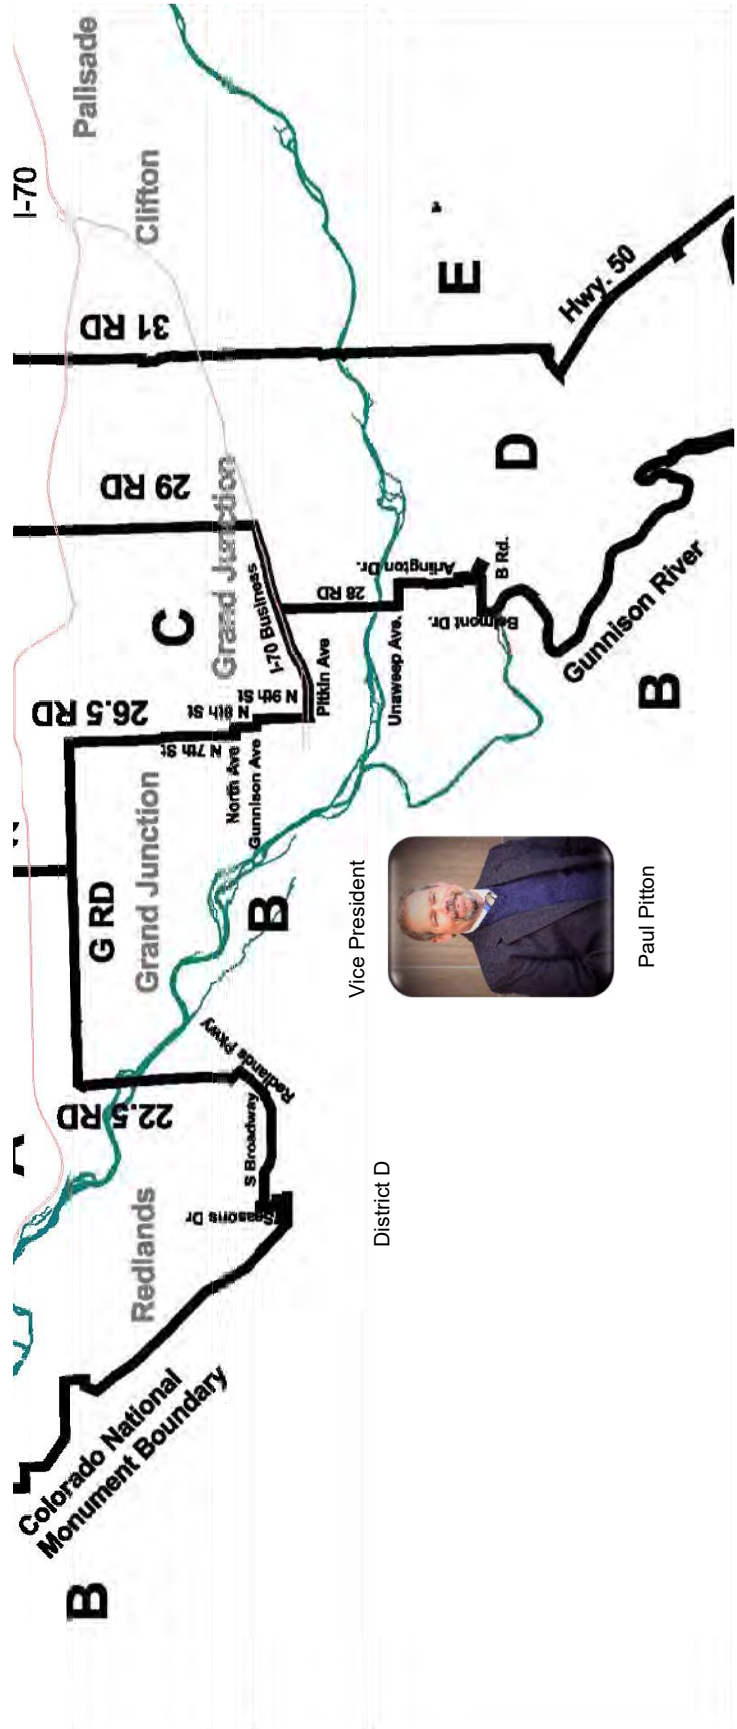 I-70
A
Colorado National
Monument Boundary
B
Redlands
22.5 RD
G RD
Grand Junction
26.5 RD
29 RD
31 RD
Clifton
Palisade
C
Grand Junction
N 7th St
N 8th St
N 9th St
North Ave
Gunnison Ave
I-70 Business
Pitkin Ave
Redlands Pkwy
S Broadway
Seasons Dr
B
28 RD
Unaweep Ave.
Arlington Dr.
Belmont Dr.
B Rd.
D
E
Hwy. 50
Gunnison River
B
Vice President
District D
Paul Pitton